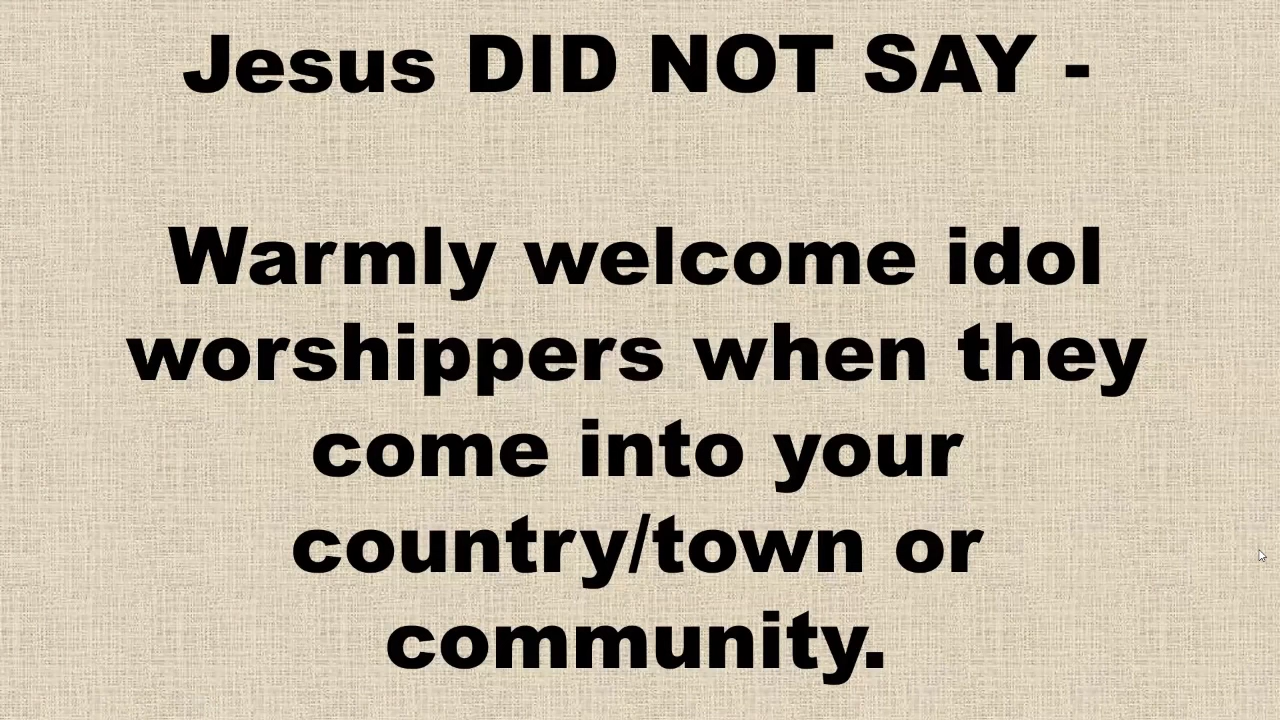 Jesus DID NOT SAY -
Warmly welcome idol
worshippers when they
come into your
country/town or
community.